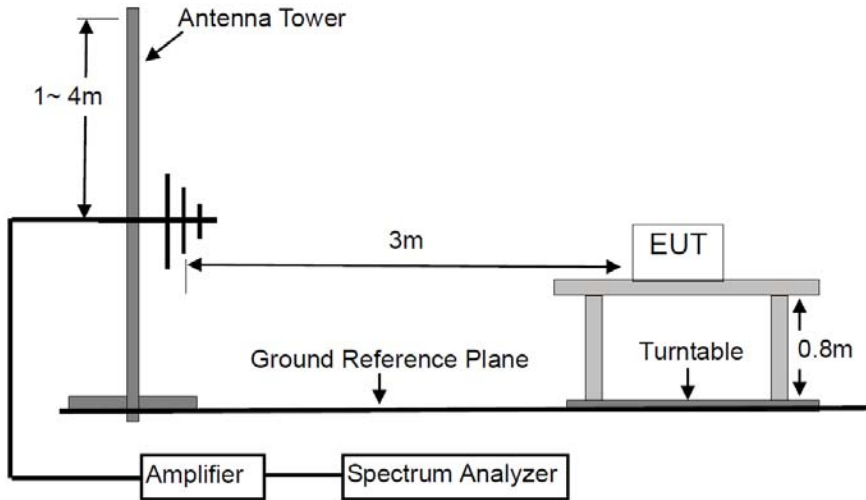 Antenna Tower
1~ 4m
3m
EUT
Ground Reference Plane
Turntable
0.8m
Amplifier
Spectrum Analyzer